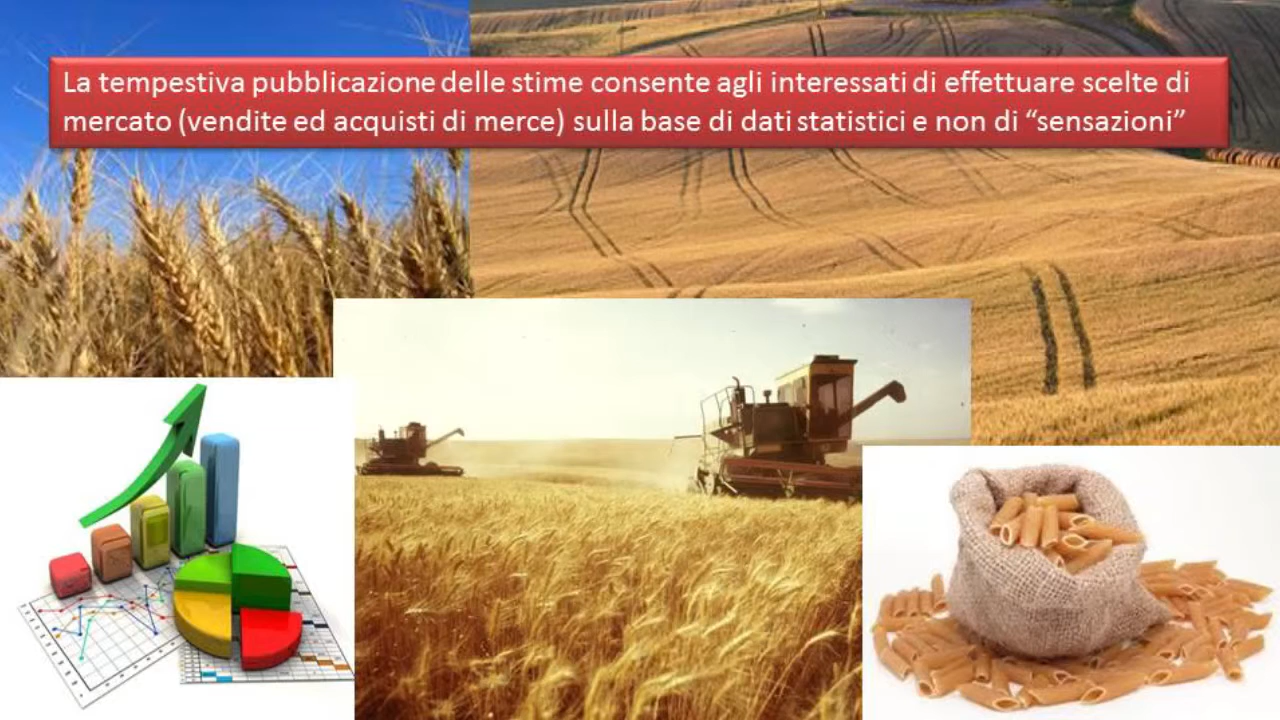 La tempestiva pubblicazione delle stime consente agli interessati di effettuare scelte di
mercato (vendite ed acquisti di merce) sulla base di dati statistici e non di “sensazioni”